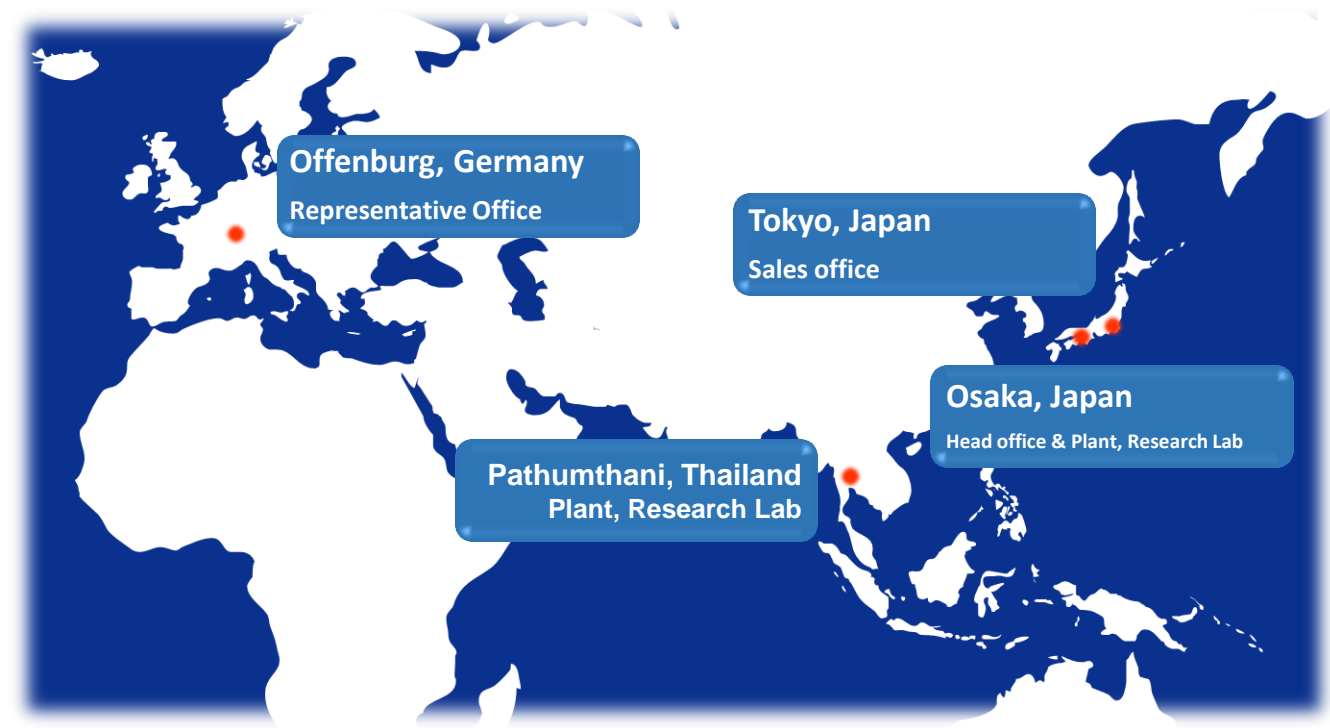 Offenburg, Germany
Representative Office
Tokyo, Japan
Sales office
Osaka, Japan
Head office & Plant, Research Lab
Pathumthani, Thailand
Plant, Research Lab